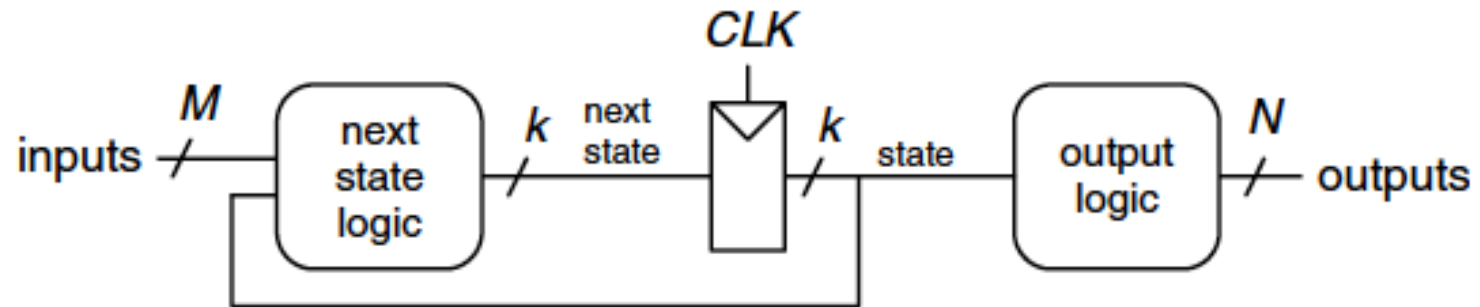 CLK
M
inputs
next
state
logic
k
next
state
k
state
output
logic
N
outputs